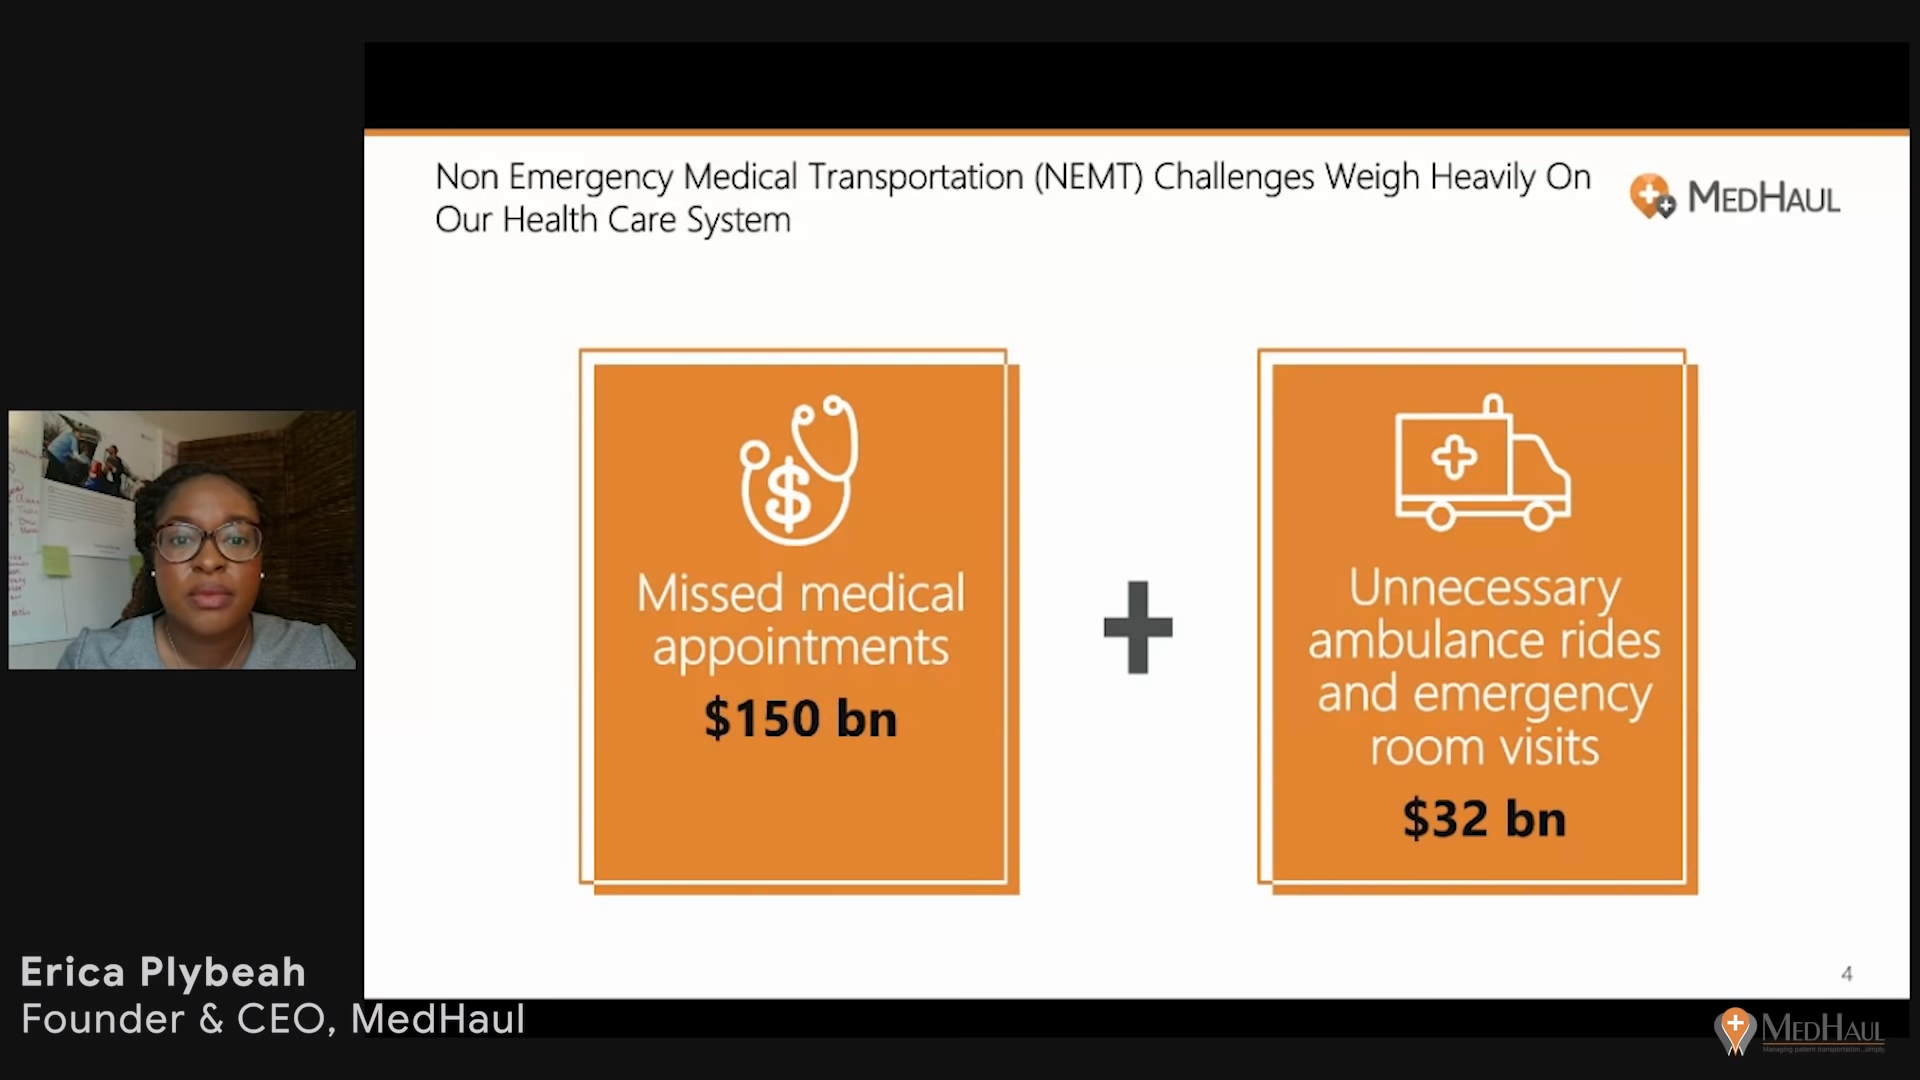 Non Emergency Medical Transportation (NEMT) Challenges Weigh Heavily On
Our Health Care System
MEDHAUL
$
Missed medical
appointments
$150 bn
+
Unnecessary
ambulance rides
and emergency
room visits
$32 bn
4
Erica Plybeah
Founder & CEO, MedHaul
MEDHAUL
Managing patient transportation...simply.